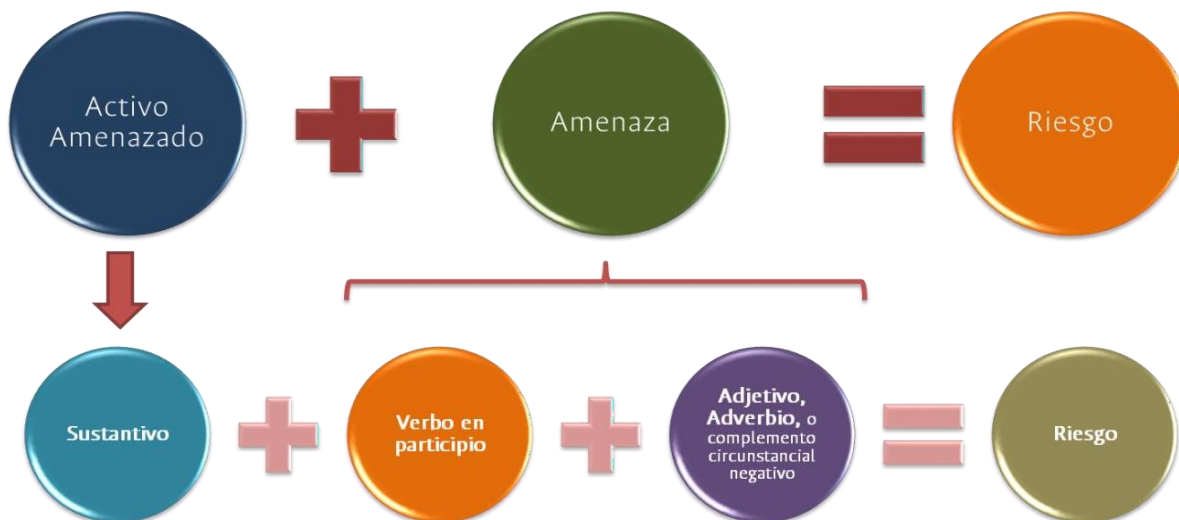 Activo
Amenazado
Amenaza
Riesgo
Sustantivo
Verbo en
participio
Adjetivo,
Adverbio, o
complemento
circunstancial
negativo
Riesgo